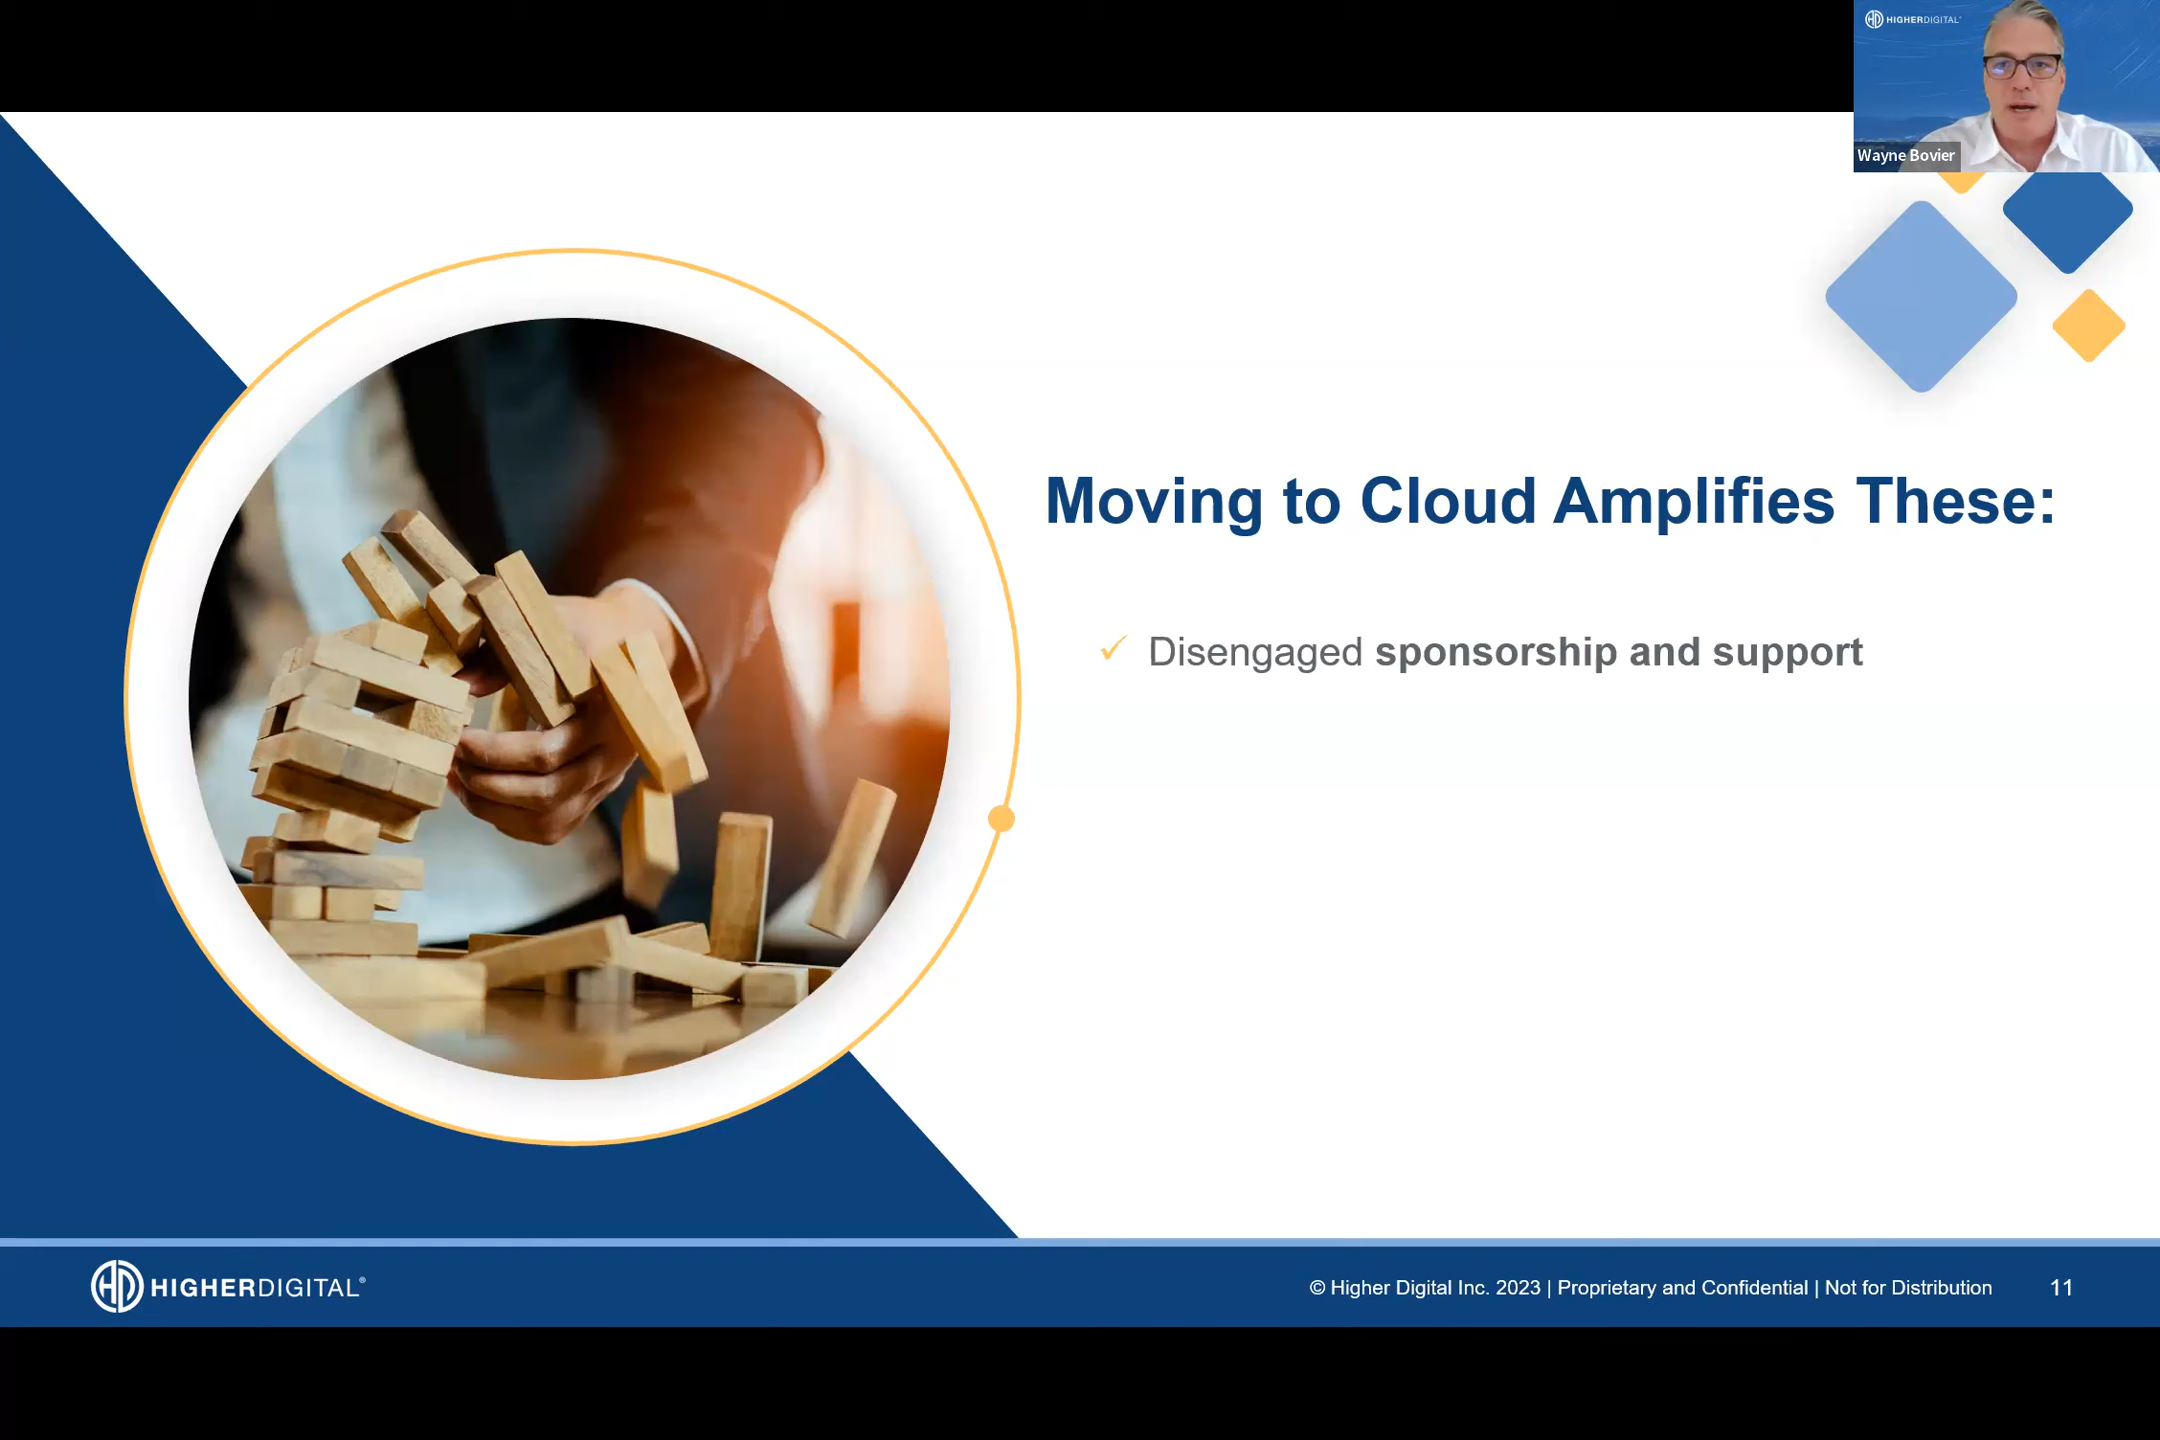 HIGHERDIGITAL
Wayne Bovier
Moving to Cloud Amplifies These:
✓ Disengaged sponsorship and support
HD HIGHERDIGITAL®
© Higher Digital Inc. 2023 | Proprietary and Confidential | Not for Distribution
11